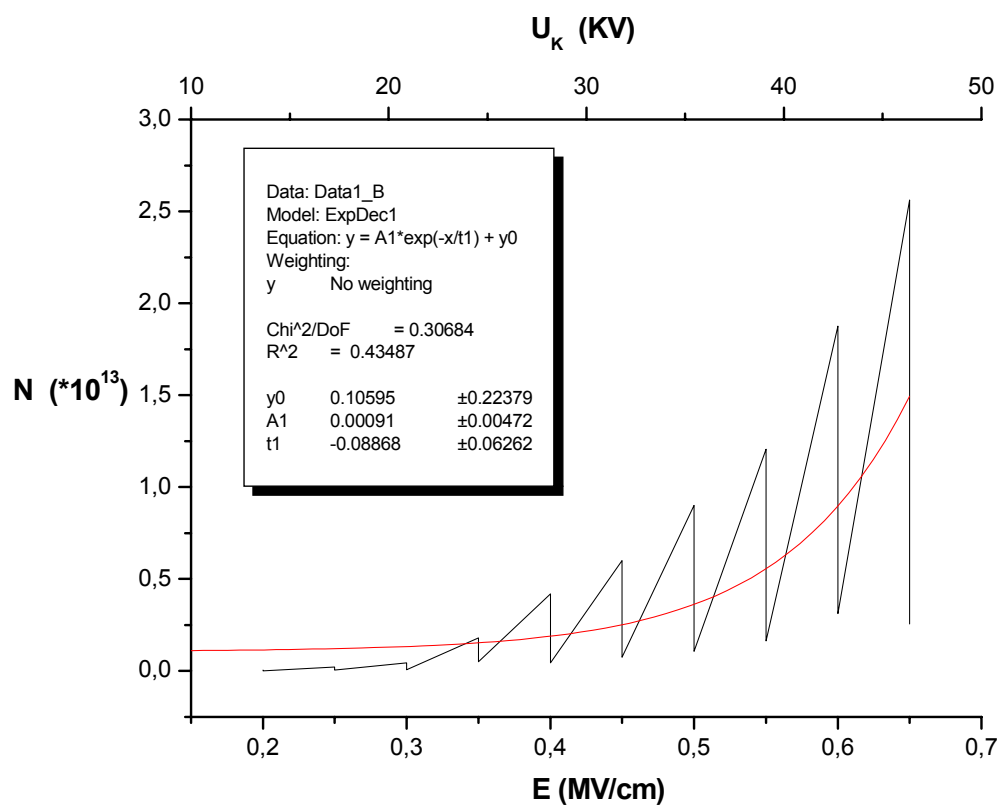 U_K (KV)
10 20 30 40 50
3,0
Data: Data1_B
Model: ExpDec1
Equation: y = A1*exp(-x/t1) + y0
Weighting:
y No weighting
Chi^2/DoF = 0.30684
R^2 = 0.43487
y0 0.10595 ±0.22379
A1 0.00091 ±0.00472
t1 -0.08868 ±0.06262
2,5
2,0
N (*10^13)
1,5
1,0
0,5
0,0
0,2 0,3 0,4 0,5 0,6 0,7
E (MV/cm)